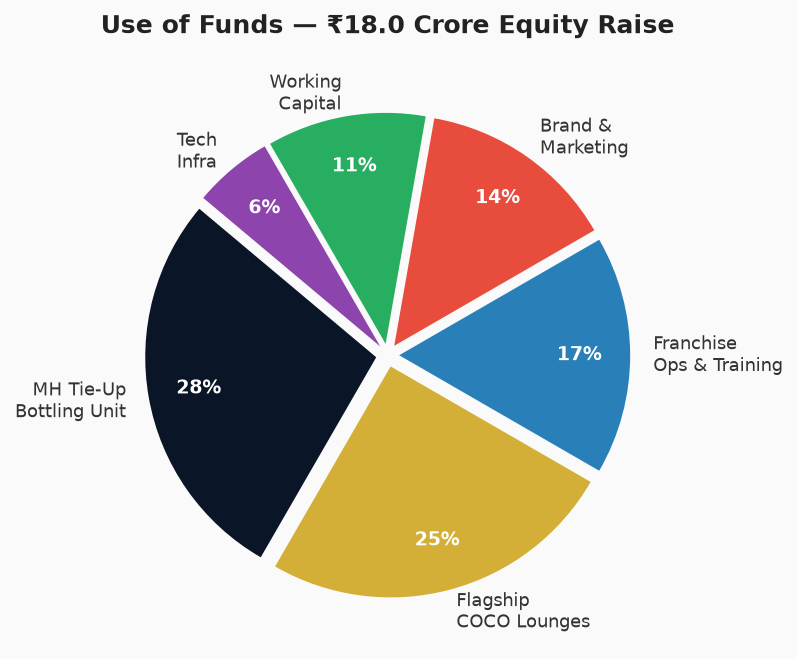 Use of Funds — ₹18.0 Crore Equity Raise
Working
Capital
Tech
Infra
Brand &
Marketing
11%
14%
6%
Franchise
Ops & Training
17%
MH Tie-Up
Bottling Unit
28%
25%
Flagship
COCO Lounges